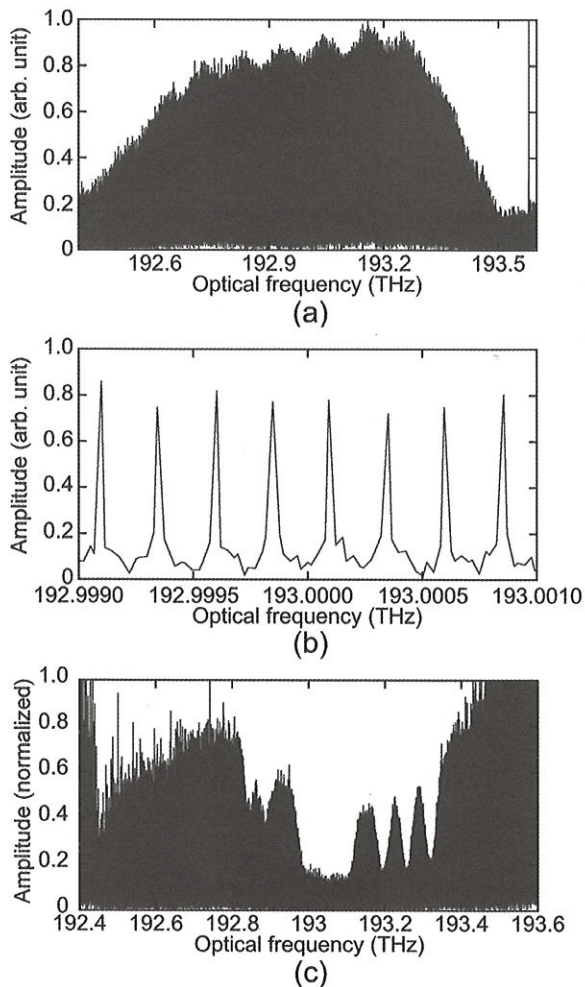 1.0
0.8
0.6
0.4
0.2
0
Amplitude (arb. unit)
192.6 192.9 193.2 193.5
Optical frequency (THz)
(a)
1.0
0.8
0.6
0.4
0.2
0
Amplitude (arb. unit)
192.9990 192.9995 193.0000 193.0005 193.0010
Optical frequency (THz)
(b)
1.0
0.8
0.6
0.4
0.2
0
Amplitude (normalized)
192.4 192.6 192.8 193 193.2 193.4 193.6
Optical frequency (THz)
(c)